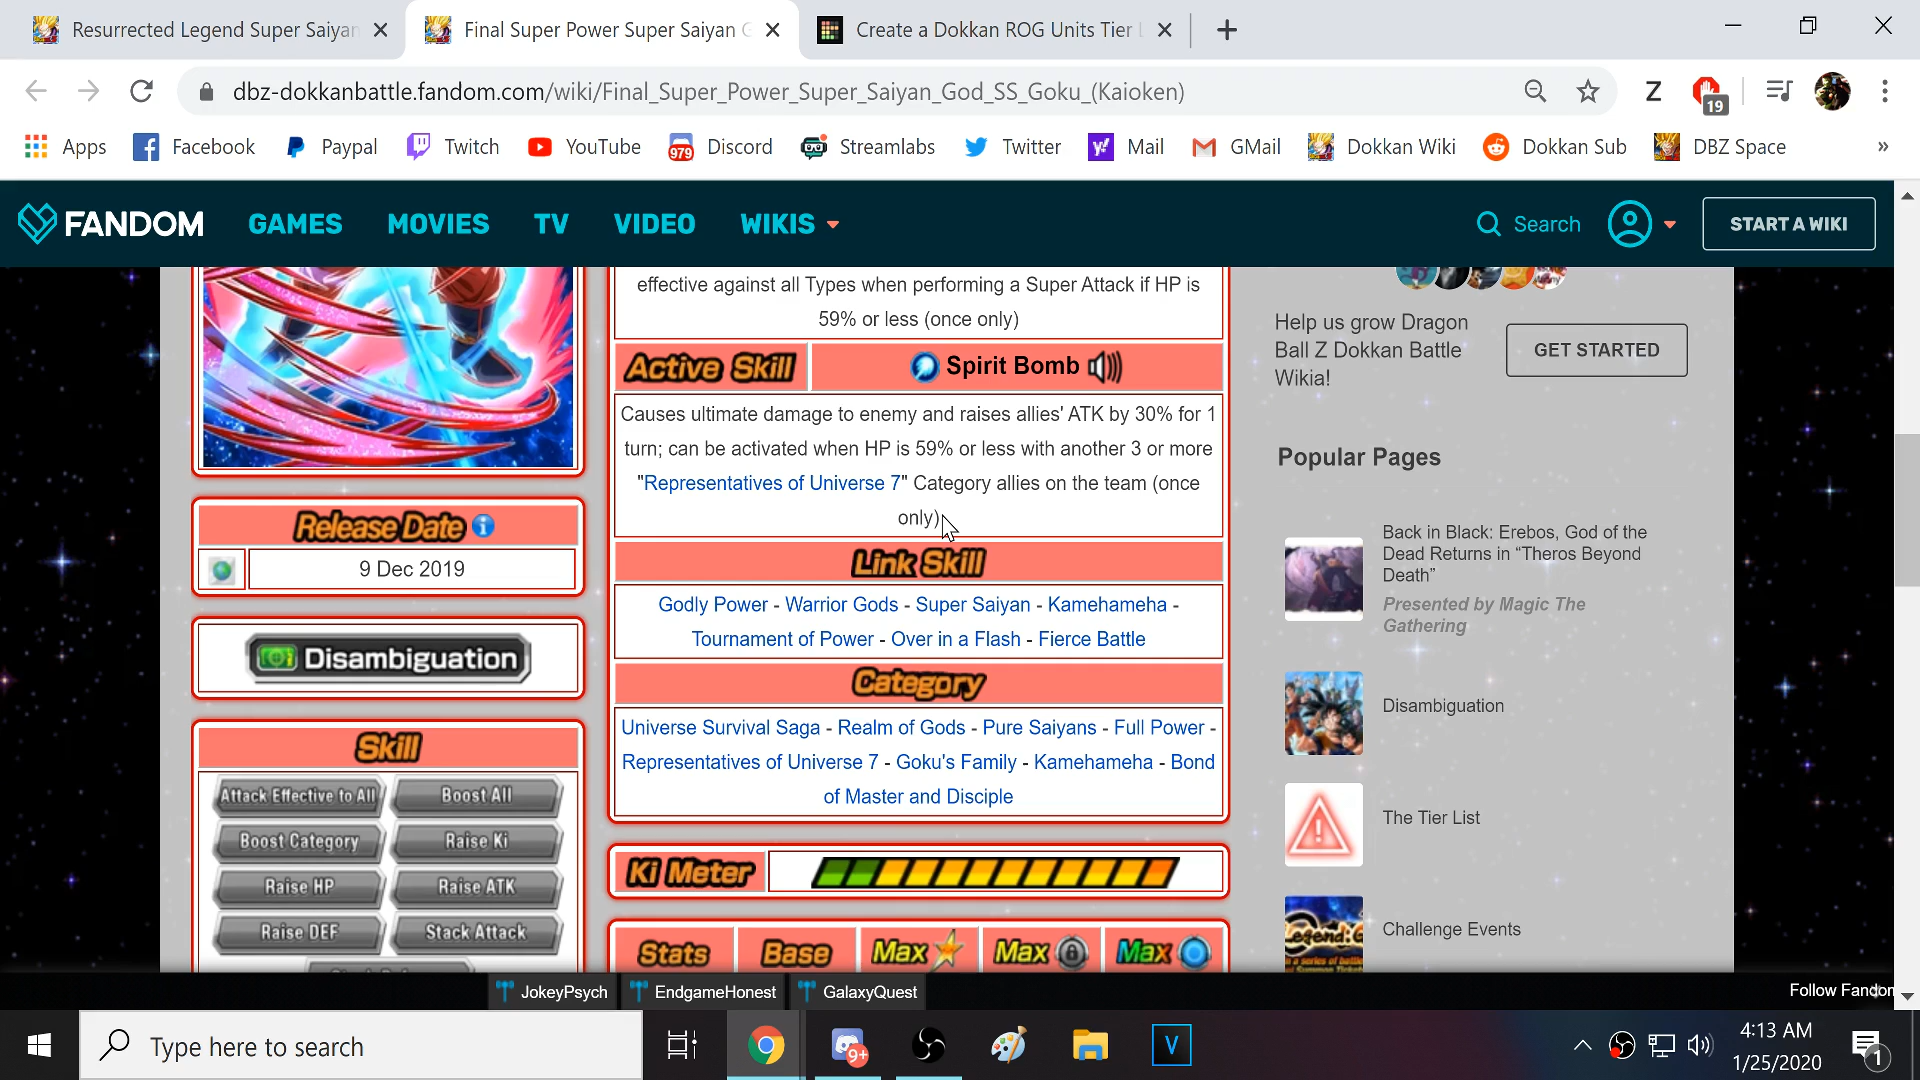 Resurrected Legend Super Saiyan
Final Super Power Super Saiyan G
Create a Dokkan ROG Units Tier L
dbz-dokkanbattle.fandom.com/wiki/Final_Super_Power_Super_Saiyan_God_SS_Goku_(Kaioken)
Z
19
Apps
Facebook
Paypal
Twitch
YouTube
979
Discord
Streamlabs
Twitter
Mail
GMail
Dokkan Wiki
Dokkan Sub
DBZ Space
»
FANDOM
GAMES
MOVIES
TV
VIDEO
WIKIS
Search
START A WIKI
effective against all Types when performing a Super Attack if HP is
59% or less (once only)
Active Skill
Spirit Bomb
Causes ultimate damage to enemy and raises allies' ATK by 30% for 1
turn; can be activated when HP is 59% or less with another 3 or more
"Representatives of Universe 7" Category allies on the team (once
only)
Link Skill
Godly Power - Warrior Gods - Super Saiyan - Kamehameha -
Tournament of Power - Over in a Flash - Fierce Battle
Category
Universe Survival Saga - Realm of Gods - Pure Saiyans - Full Power -
Representatives of Universe 7 - Goku's Family - Kamehameha - Bond
of Master and Disciple
Ki Meter
Stats
Base
Max
Max
Max
Release Date
9 Dec 2019
Disambiguation
Skill
Attack Effective to All
Boost All
Boost Category
Raise Ki
Raise HP
Raise ATK
Raise DEF
Stack Attack
Help us grow Dragon
Ball Z Dokkan Battle
Wikia!
GET STARTED
Popular Pages
Back in Black: Erebos, God of the
Dead Returns in “Theros Beyond
Death”
Presented by Magic The
Gathering
Disambiguation
The Tier List
Challenge Events
JokeyPsych
EndgameHonest
GalaxyQuest
Follow Fandom
Type here to search
9+
V
4:13 AM
1/25/2020
1